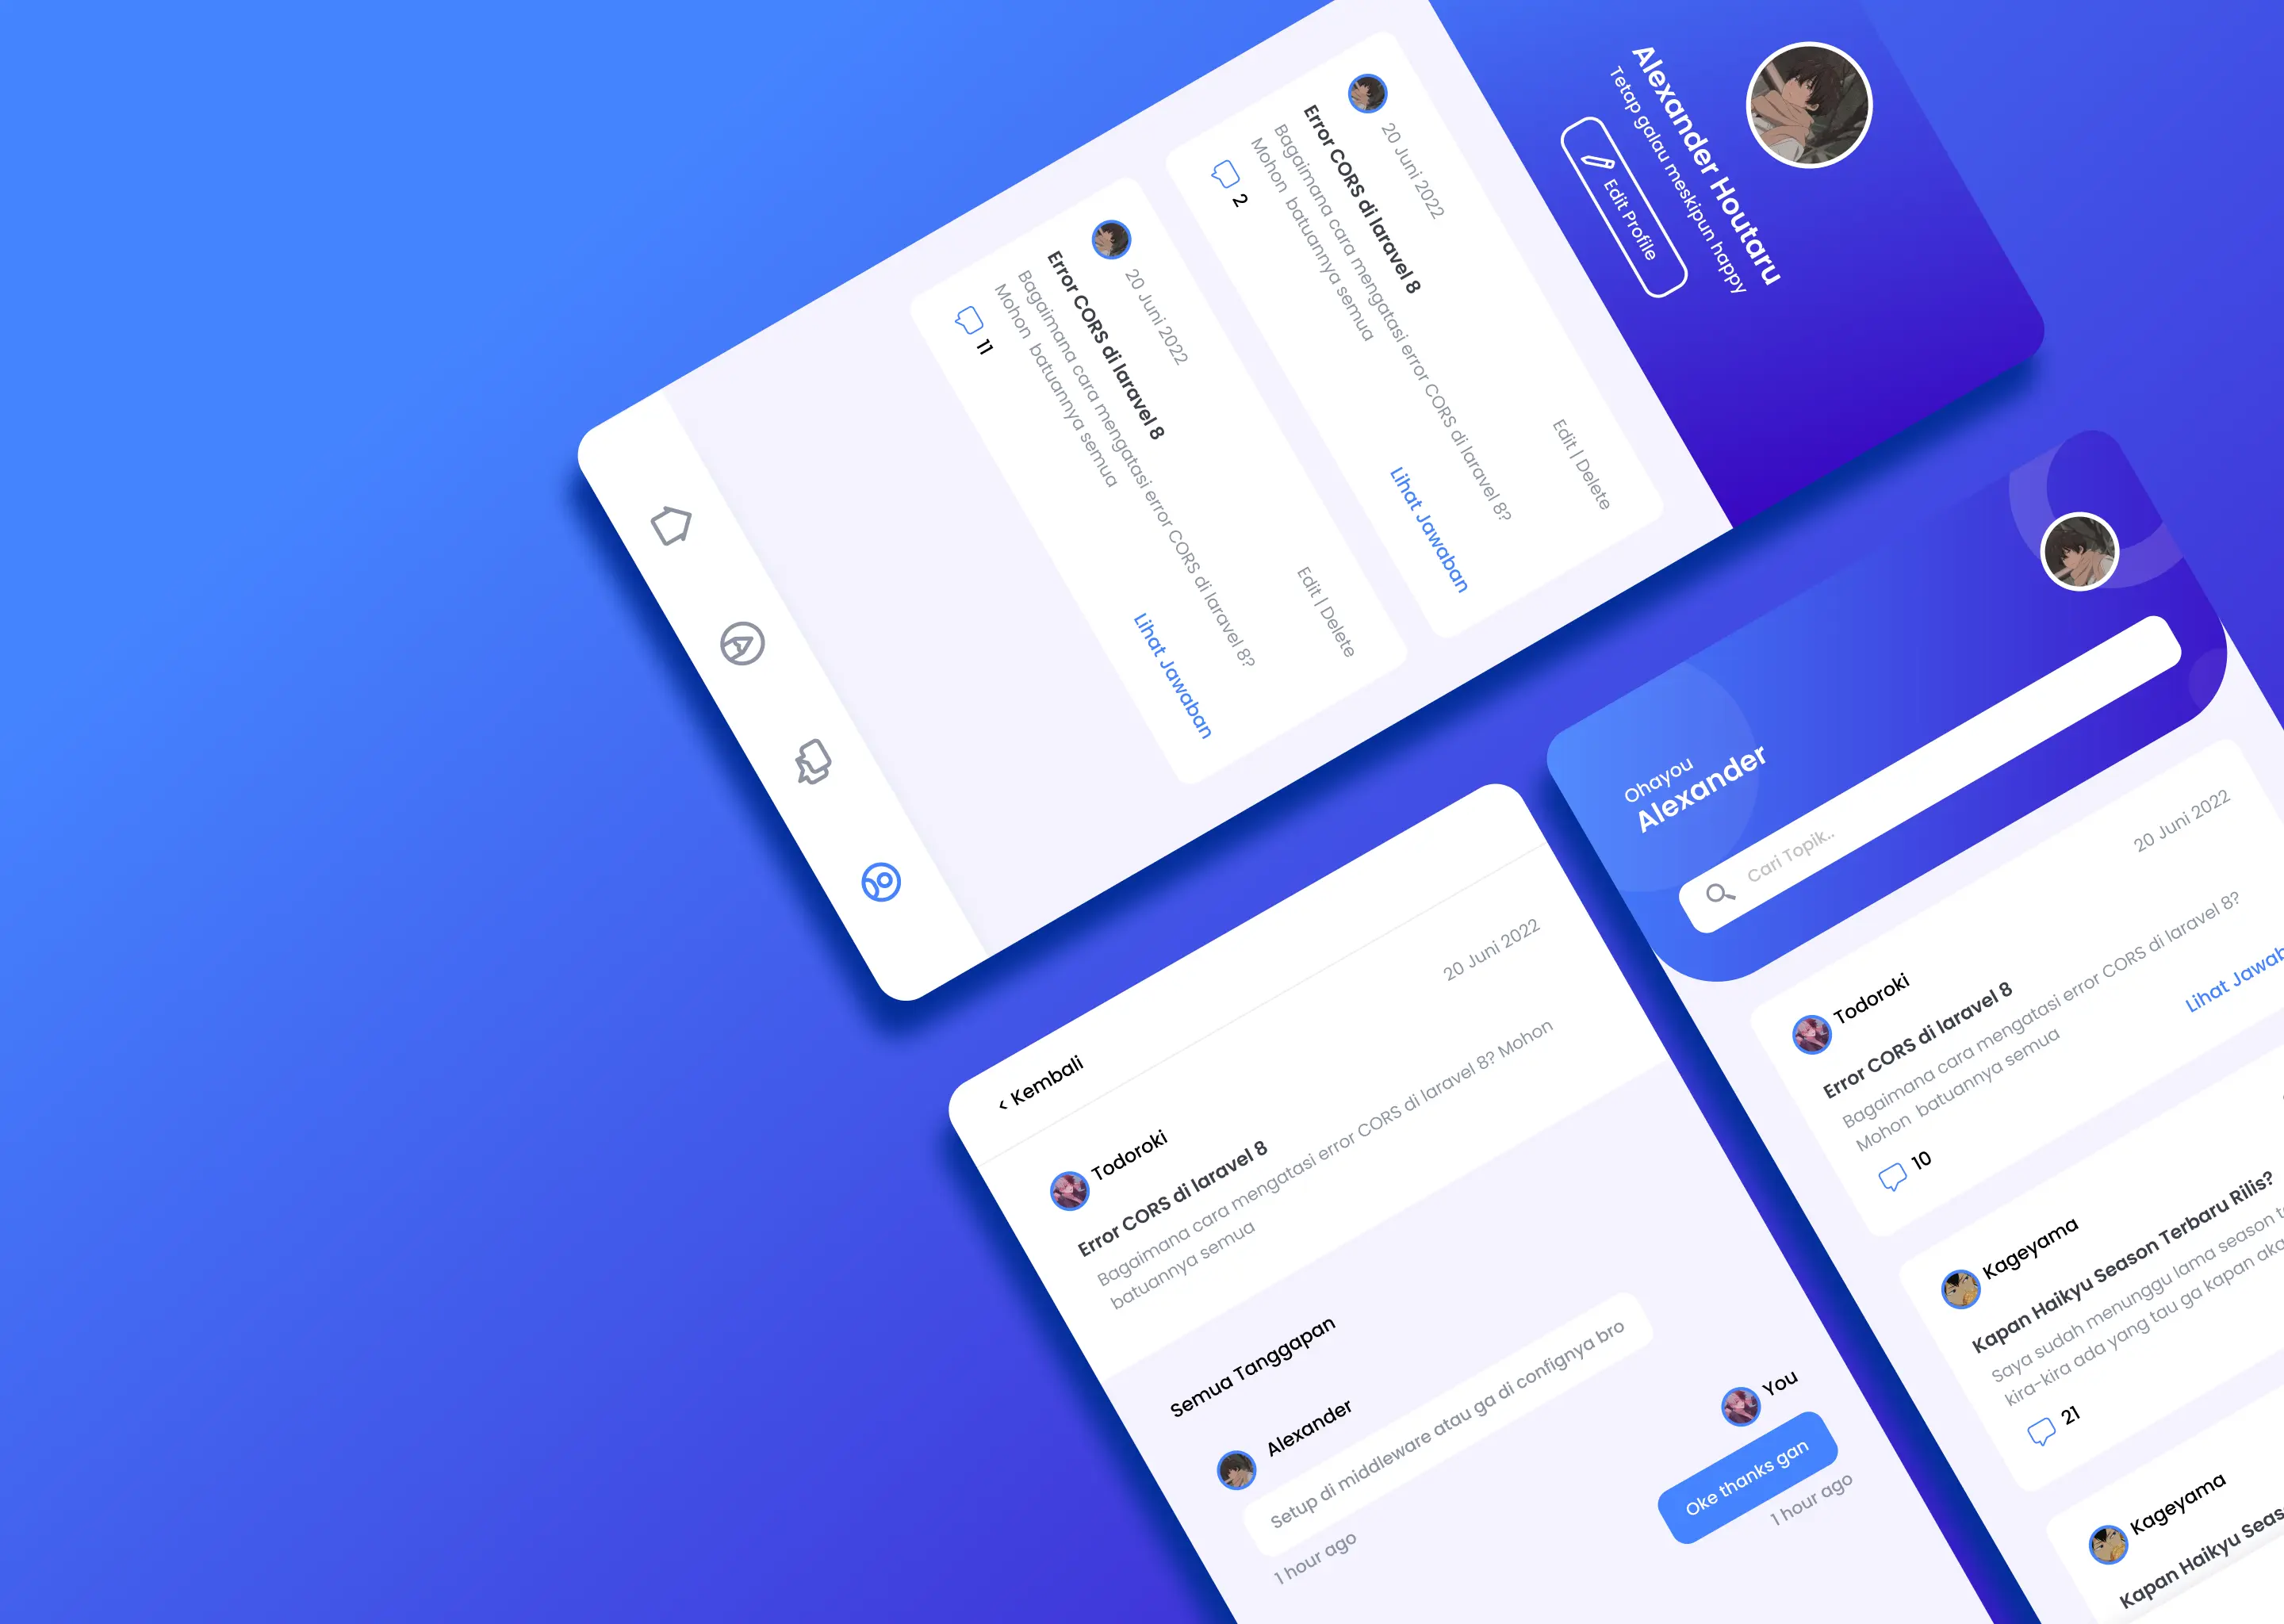 Alexander Houtaru
Tetap galau meskipun happy
Edit Profile
20 Juni 2022
Edit | Delete
Error CORS di laravel 8
Bagaimana cara mengatasi error CORS di laravel 8?
Mohon batuannya semua
2
Lihat Jawaban
20 Juni 2022
Edit | Delete
Error CORS di laravel 8
Bagaimana cara mengatasi error CORS di laravel 8?
Mohon batuannya semua
11
Lihat Jawaban
< Kembali
Todoroki
20 Juni 2022
Error CORS di laravel 8
Bagaimana cara mengatasi error CORS di laravel 8? Mohon
batuannya semua
Semua Tanggapan
Alexander
Setup di middleware atau ga di confignya bro
1 hour ago
You
Oke thanks gan
1 hour ago
Ohayou
Alexander
Cari Topik..
Todoroki
20 Juni 2022
Error CORS di laravel 8
Bagaimana cara mengatasi error CORS di laravel 8?
Mohon batuannya semua
10
Lihat Jawab
Kageyama
Kapan Haikyu Season Terbaru Rilis?
Saya sudah menunggu lama season
kira-kira ada yang tau ga kapan aka
21
Kageyama
Kapan Haikyu Seas